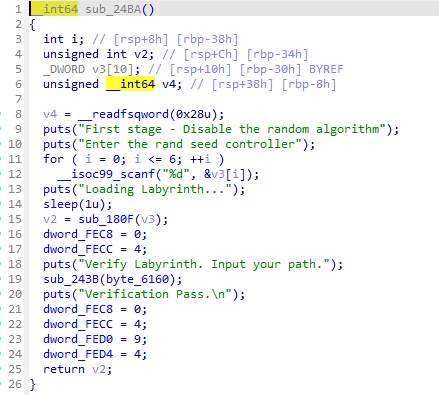 1 __int64 sub_24BA()
2 {
3 int i; // [rsp+8h] [rbp-38h]
4 unsigned int v2; // [rsp+Ch] [rbp-34h]
5 _DWORD v3[10]; // [rsp+10h] [rbp-30h] BYREF
6 unsigned __int64 v4; // [rsp+38h] [rbp-8h]
7
8 v4 = __readfsqword(0x28u);
9 puts("First stage - Disable the random algorithm");
10 puts("Enter the rand seed controller");
11 for ( i = 0; i <= 6; ++i )
12 __isoc99_scanf("%d", &v3[i]);
13 puts("Loading Labyrinth...");
14 sleep(1u);
15 v2 = sub_180F(v3);
16 dword_FEC8 = 0;
17 dword_FECC = 4;
18 puts("Verify Labyrinth. Input your path.");
19 sub_243B(byte_6160);
20 puts("Verification Pass.\n");
21 dword_FEC8 = 0;
22 dword_FECC = 4;
23 dword_FED0 = 9;
24 dword_FED4 = 4;
25 return v2;
26 }